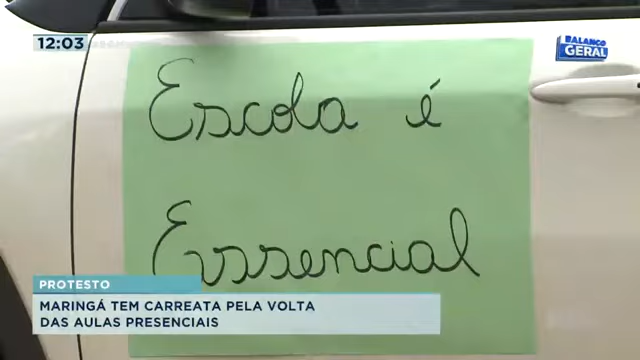 12:03
BALANÇO
GERAL
Escola é
Essencial
PROTESTO
MARINGÁ TEM CARREATA PELA VOLTA
DAS AULAS PRESENCIAIS